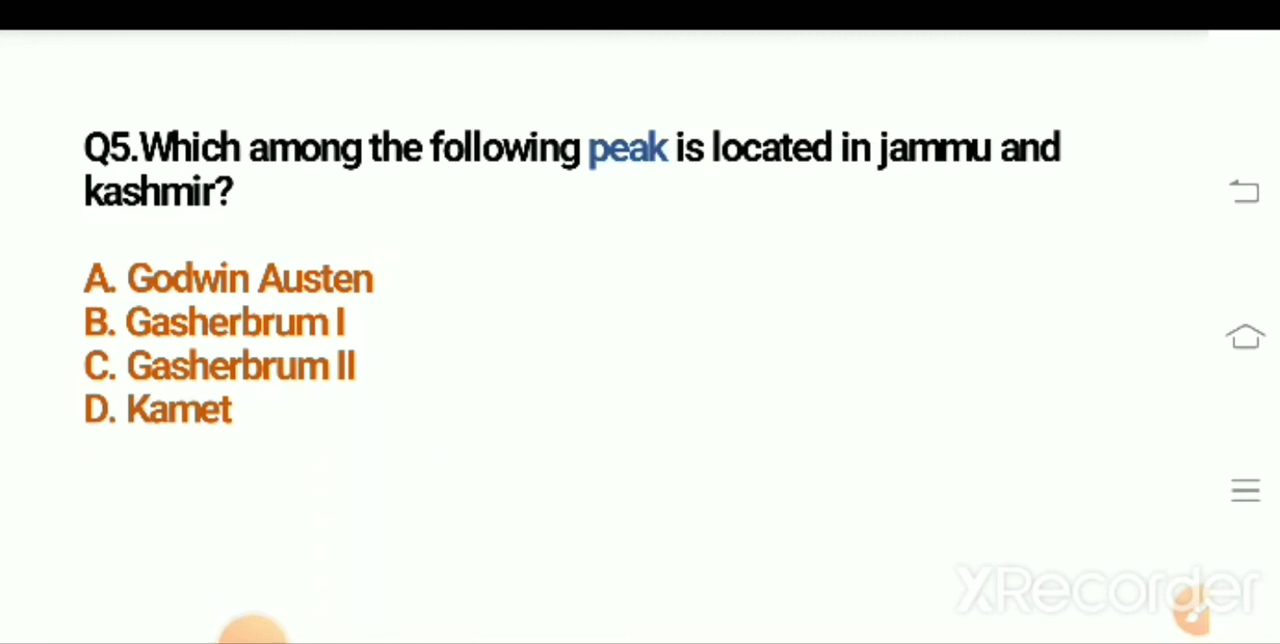 Q5.Which among the following peak is located in jammu and
kashmir?
A. Godwin Austen
B. Gasherbrum I
C. Gasherbrum II
D. Kamet
XRecorder